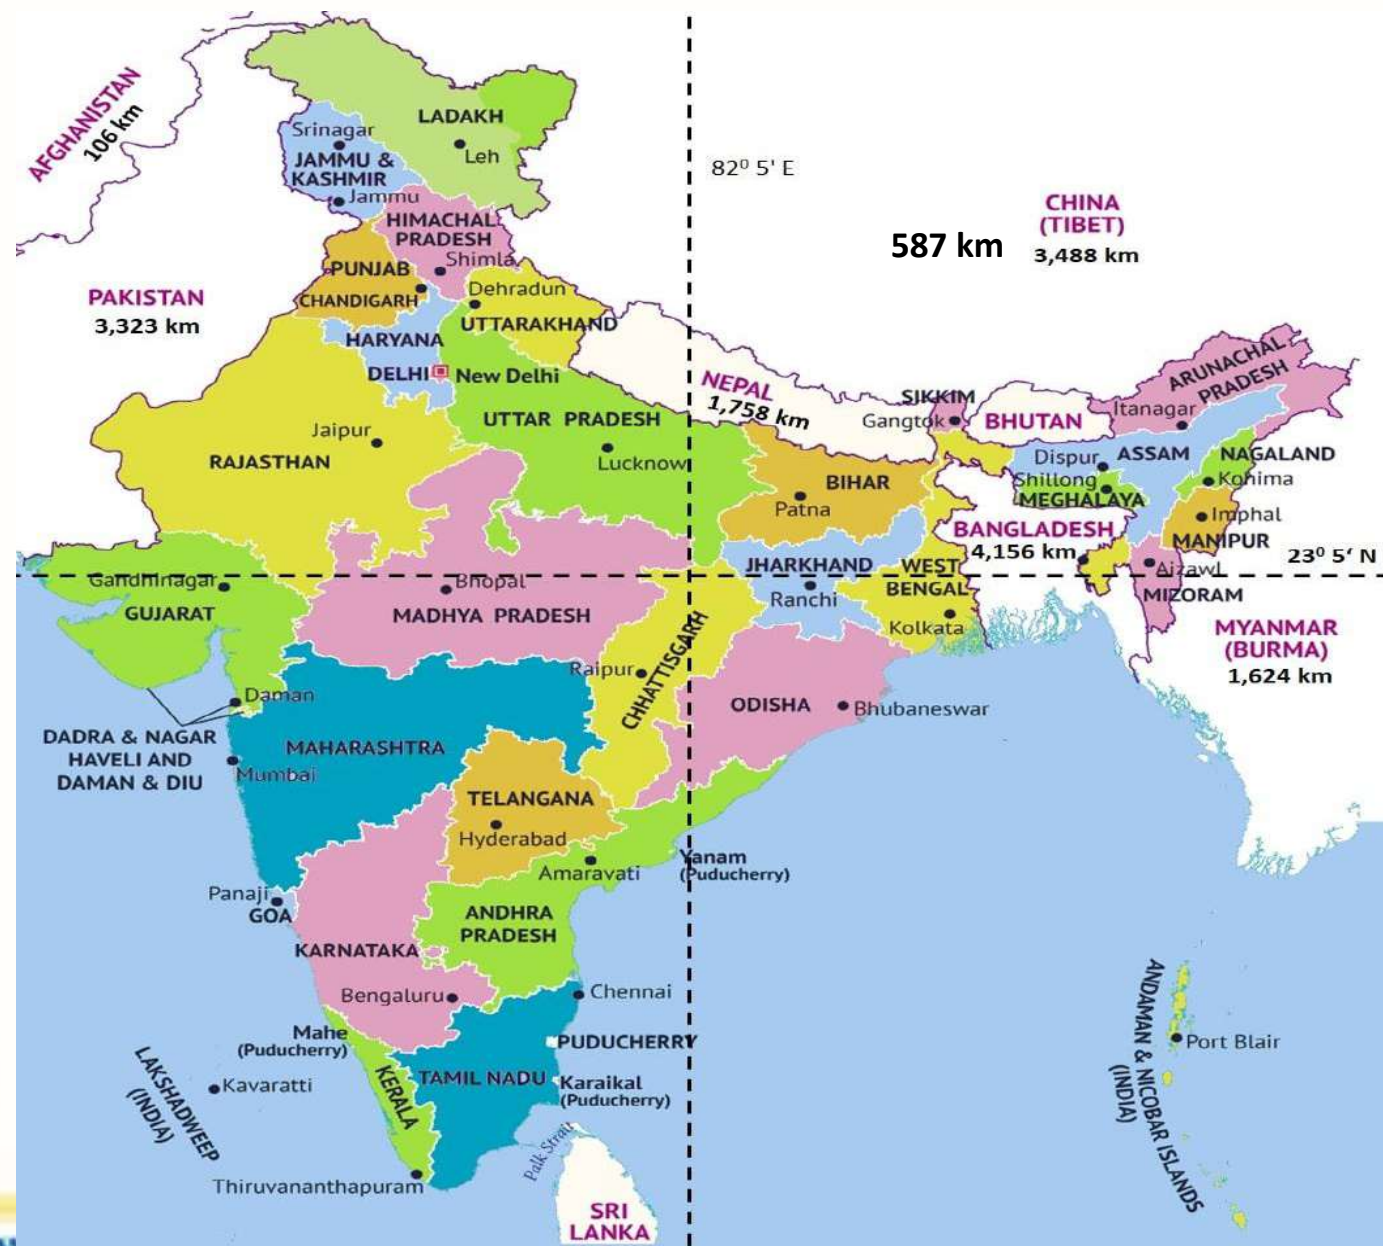 AFGHANISTAN
106 km
LADAKH
Leh
Srinagar
JAMMU &
KASHMIR
Jammu
82⁰ 5' E
CHINA
(TIBET)
587 km
3,488 km
HIMACHAL
PRADESH
Shimla
PUNJAB
CHANDIGARH
Dehradun
UTTARAKHAND
PAKISTAN
3,323 km
HARYANA
DELHI
New Delhi
NEPAL
1,758 km
SIKKIM
Gangtok
BHUTAN
ARUNACHAL
PRADESH
Itanagar
UTTAR PRADESH
Lucknow
Jaipur
RAJASTHAN
BIHAR
Patna
Dispur
ASSAM
NAGALAND
Kohima
Shillong
MEGHALAYA
Imphal
MANIPUR
BANGLADESH
4,156 km
JHARKHAND
Ranchi
WEST
BENGAL
Kolkata
Aizawl
MIZORAM
23⁰ 5‘ N
MYANMAR
(BURMA)
1,624 km
Gandhinagar
GUJARAT
Bhopal
MADHYA PRADESH
Raipur
CHHATTISGARH
ODISHA
Bhubaneswar
Daman
DADRA & NAGAR
HAVELI AND
DAMAN & DIU
MAHARASHTRA
Mumbai
TELANGANA
Hyderabad
Amaravati
Yanam
(Puducherry)
Panaji
GOA
ANDHRA
PRADESH
KARNATAKA
Bengaluru
Chennai
Mahe
(Puducherry)
PUDUCHERRY
LAKSHADWEEP
(INDIA)
Kavaratti
KERALA
TAMIL NADU
Karaikal
(Puducherry)
Palk Strait
Thiruvananthapuram
SRI
LANKA
ANDAMAN & NICOBAR ISLANDS
(INDIA)
Port Blair